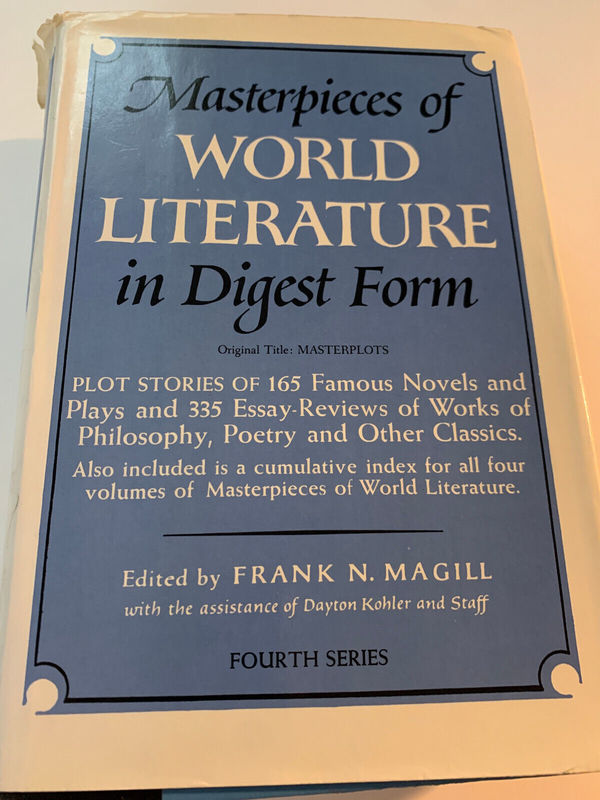 Masterpieces of
WORLD
LITERATURE
in Digest Form
Original Title: MASTERPLOTS
PLOT STORIES OF 165 Famous Novels and
Plays and 335 Essay-Reviews of Works of
Philosophy, Poetry and Other Classics.
Also included is a cumulative index for all four
volumes of Masterpieces of World Literature.
Edited by FRANK N. MAGILL
with the assistance of Dayton Kohler and Staff
FOURTH SERIES